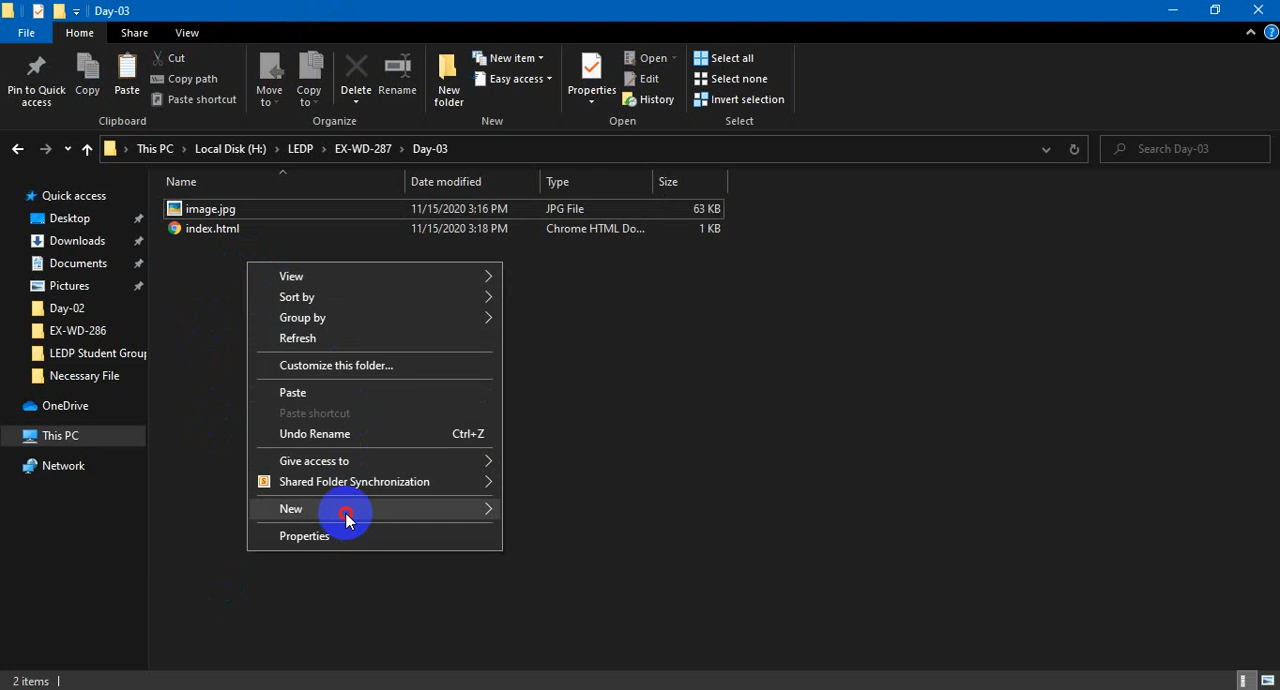 Day-03
File Home Share View
Pin to Quick access
Copy
Paste
Cut
Copy path
Paste shortcut
Clipboard
Move to
Copy to
Delete
Rename
Organize
New folder
New item
Easy access
New
Properties
Open
Edit
History
Open
Select all
Select none
Invert selection
Select
This PC > Local Disk (H:) > LEDP > EX-WD-287 > Day-03
Search Day-03
Name Date modified Type Size
image.jpg 11/15/2020 3:16 PM JPG File 63 KB
index.html 11/15/2020 3:18 PM Chrome HTML Do... 1 KB
Quick access
Desktop
Downloads
Documents
Pictures
Day-02
EX-WD-286
LEDP Student Group
Necessary File
OneDrive
This PC
Network
View
Sort by
Group by
Refresh
Customize this folder...
Paste
Paste shortcut
Undo Rename Ctrl+Z
Give access to
S Shared Folder Synchronization
New
Properties
2 items